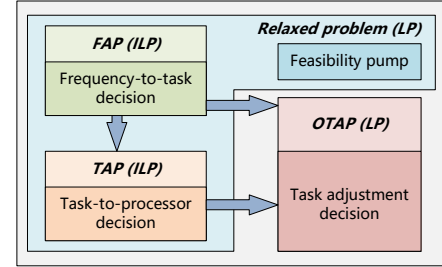 FAP (ILP)
Frequency-to-task
decision
Relaxed problem (LP)
Feasibility pump
TAP (ILP)
Task-to-processor
decision
OTAP (LP)
Task adjustment
decision